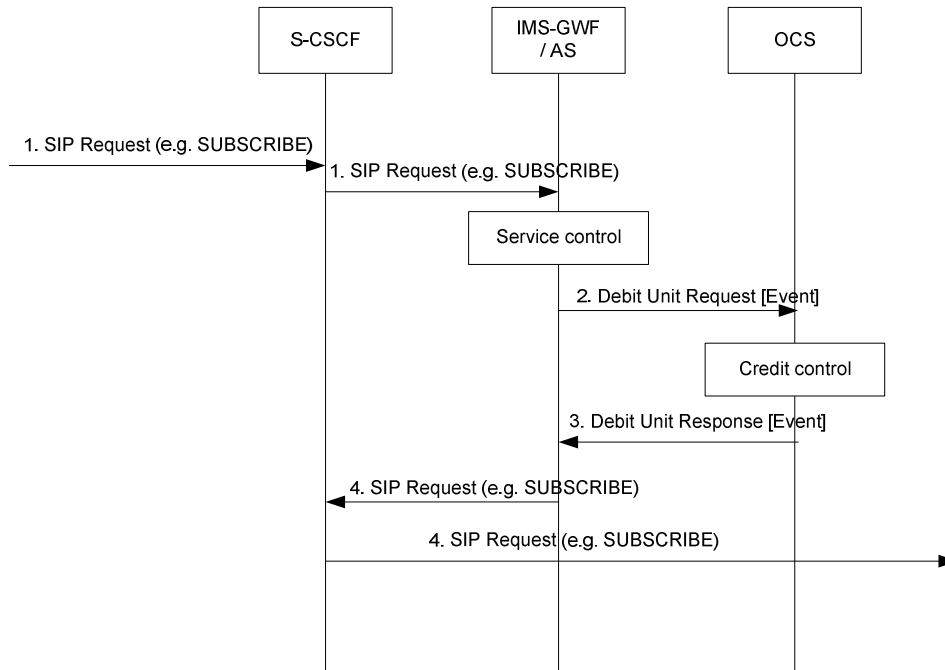 S-CSCF
IMS-GWF
/ AS
OCS
1. SIP Request (e.g. SUBSCRIBE)
1. SIP Request (e.g. SUBSCRIBE)
Service control
2. Debit Unit Request [Event]
Credit control
3. Debit Unit Response [Event]
4. SIP Request (e.g. SUBSCRIBE)
4. SIP Request (e.g. SUBSCRIBE)